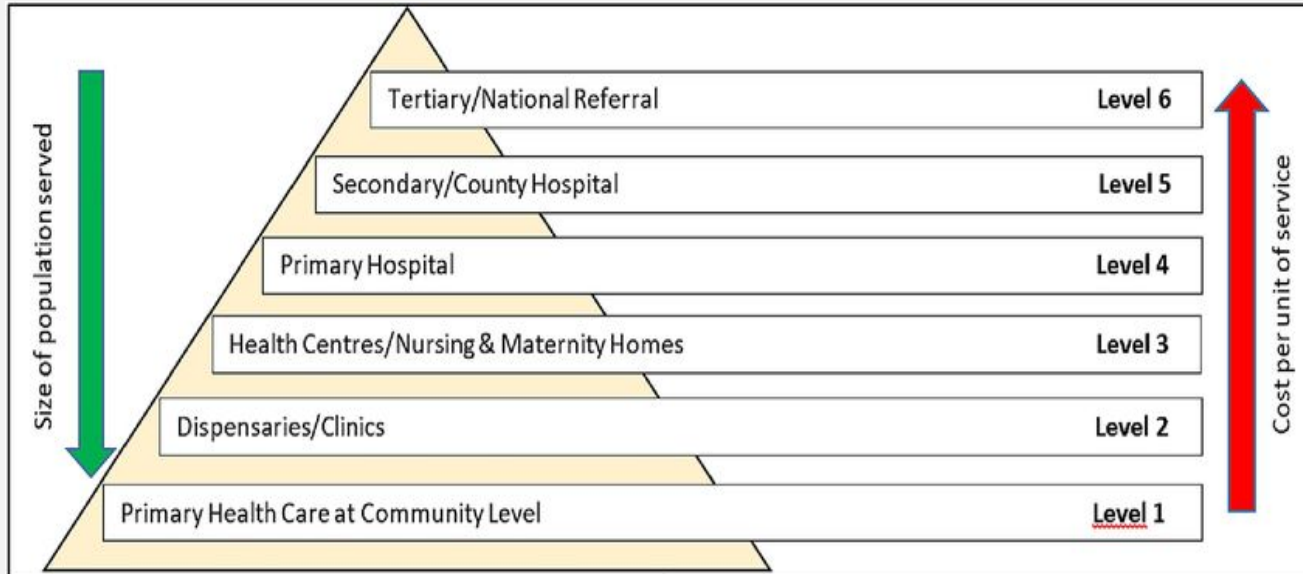 Size of population served
Tertiary/National Referral Level 6
Secondary/County Hospital Level 5
Primary Hospital Level 4
Health Centres/Nursing & Maternity Homes Level 3
Dispensaries/Clinics Level 2
Primary Health Care at Community Level Level 1
Cost per unit of service